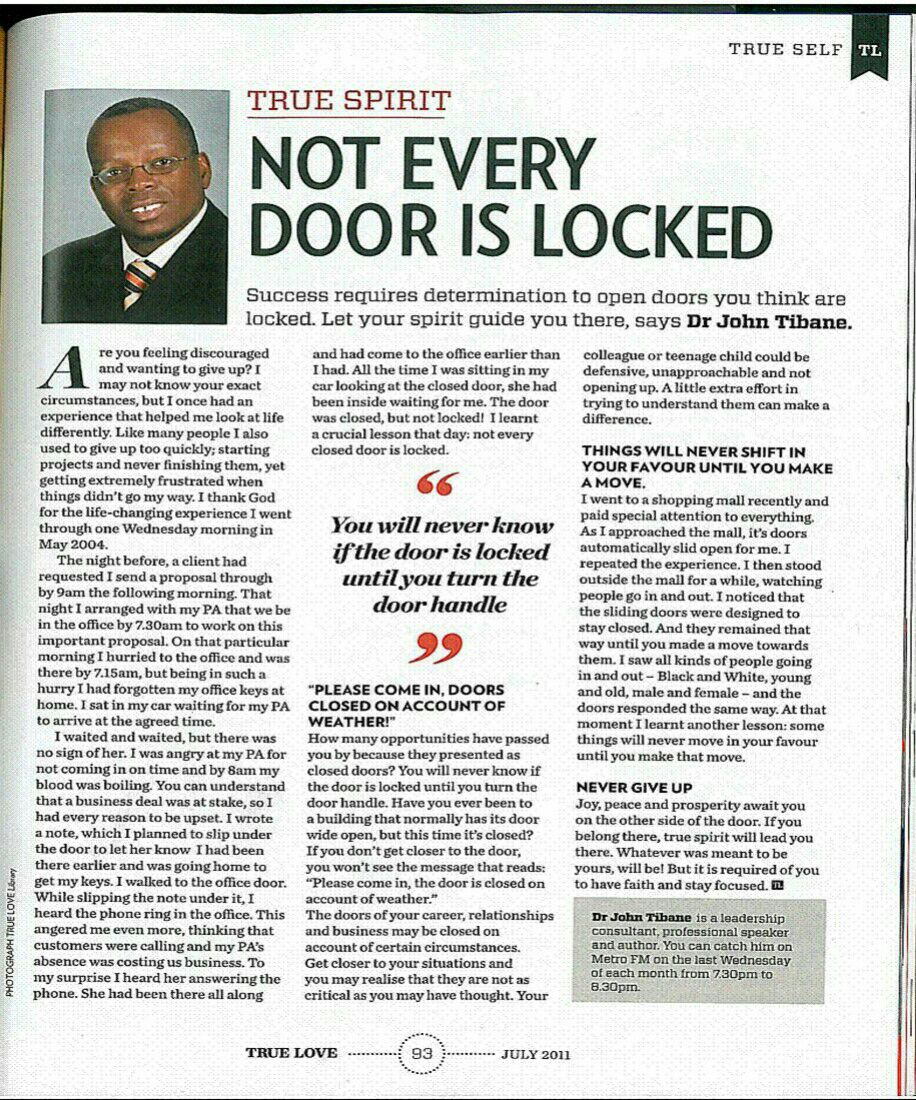 TRUE SELF TL
TRUE SPIRIT
NOT EVERY
DOOR IS LOCKED
Success requires determination to open doors you think are
locked. Let your spirit guide you there, says Dr John Tibane.
Are you feeling discouraged
and wanting to give up? I
may not know your exact
circumstances, but I once had an
experience that helped me look at life
differently. Like many people I also
used to give up too quickly; starting
projects and never finishing them, yet
getting extremely frustrated when
things didn't go my way. I thank God
for the life-changing experience I went
through one Wednesday morning in
May 2004.
The night before, a client had
requested I send a proposal through
by 9am the following morning. That
night I arranged with my PA that we be
in the office by 7.30am to work on this
important proposal. On that particular
morning I hurried to the office and was
there by 7.15am, but being in such a
hurry I had forgotten my office keys at
home. I sat in my car waiting for my PA
to arrive at the agreed time.
I waited and waited, but there was
no sign of her. I was angry at my PA for
not coming in on time and by 8am my
blood was boiling. You can understand
that a business deal was at stake, so I
had every reason to be upset. I wrote
a note, which I planned to slip under
the door to let her know I had been
there earlier and was going home to
get my keys. I walked to the office door.
While slipping the note under it, I
heard the phone ring in the office. This
angered me even more, thinking that
customers were calling and my PA's
absence was costing us business. To
my surprise I heard her answering the
phone. She had been there all along
and had come to the office earlier than
I had. All the time I was sitting in my
car looking at the closed door, she had
been inside waiting for me. The door
was closed, but not locked! I learnt
a crucial lesson that day: not every
closed door is locked.
“
You will never know
if the door is locked
until you turn the
door handle
”
"PLEASE COME IN, DOORS
CLOSED ON ACCOUNT OF
WEATHER!"
How many opportunities have passed
you by because they presented as
closed doors? You will never know if
the door is locked until you turn the
door handle. Have you ever been to
a building that normally has its door
wide open, but this time it's closed?
If you don't get closer to the door,
you won't see the message that reads:
"Please come in, the door is closed on
account of weather."
The doors of your career, relationships
and business may be closed on
account of certain circumstances.
Get closer to your situations and
you may realise that they are not as
critical as you may have thought. Your
colleague or teenage child could be
defensive, unapproachable and not
opening up. A little extra effort in
trying to understand them can make a
difference.
THINGS WILL NEVER SHIFT IN
YOUR FAVOUR UNTIL YOU MAKE
A MOVE.
I went to a shopping mall recently and
paid special attention to everything.
As I approached the mall, it's doors
automatically slid open for me. I
repeated the experience. I then stood
outside the mall for a while, watching
people go in and out. I noticed that
the sliding doors were designed to
stay closed. And they remained that
way until you made a move towards
them. I saw all kinds of people going
in and out – Black and White, young
and old, male and female – and the
doors responded the same way. At that
moment I learnt another lesson: some
things will never move in your favour
until you make that move.
NEVER GIVE UP
Joy, peace and prosperity await you
on the other side of the door. If you
belong there, true spirit will lead you
there. Whatever was meant to be
yours, will be! But it is required of you
to have faith and stay focused. TL
Dr John Tibane is a leadership
consultant, professional speaker
and author. You can catch him on
Metro FM on the last Wednesday
of each month from 7.30pm to
8.30pm.
PHOTOGRAPH TRUE LOVE Library
TRUE LOVE 93 JULY 2011